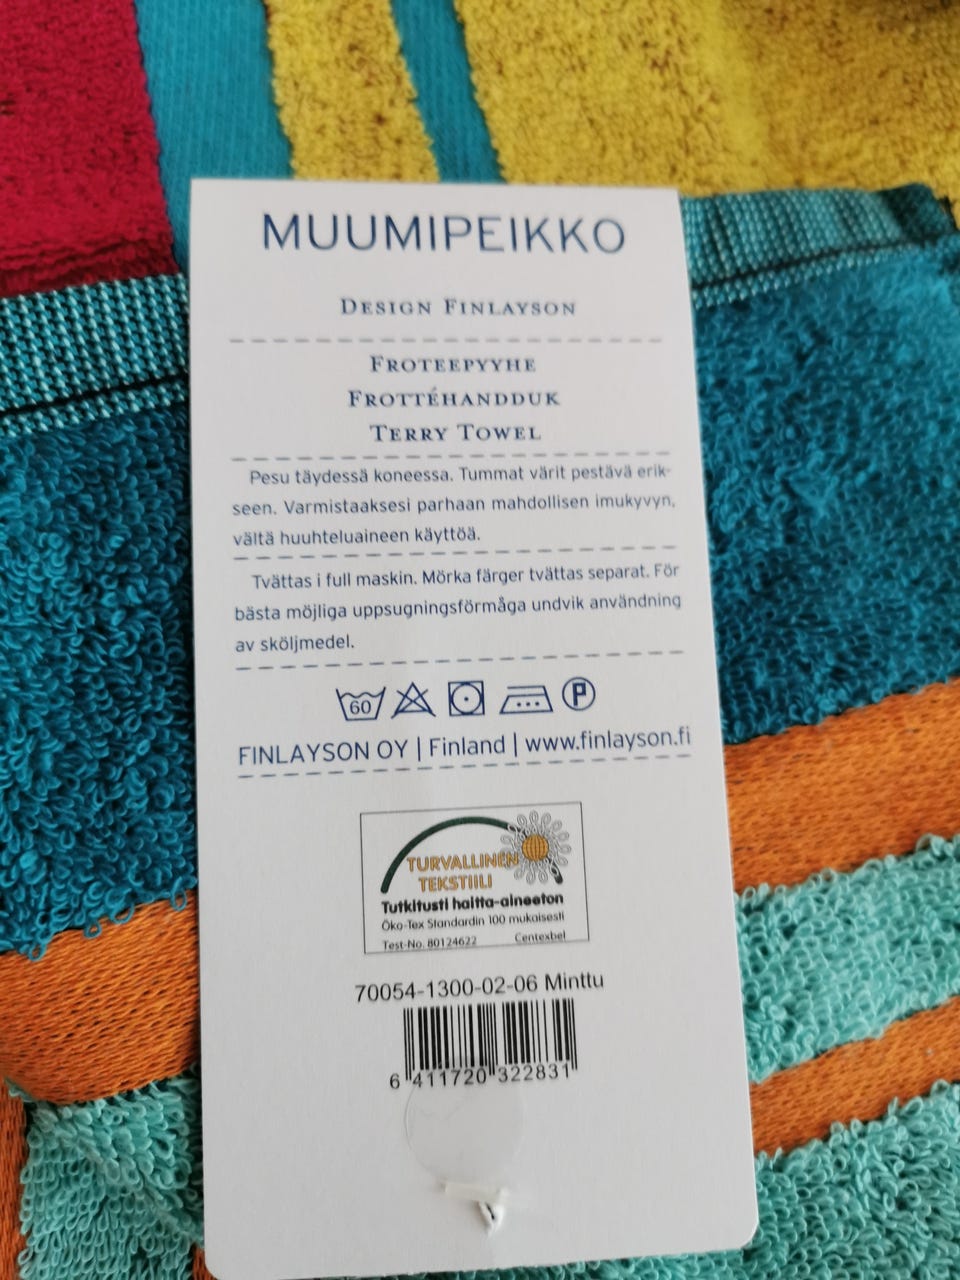 MUUMIPEIKKO
DESIGN FINLAYSON
FROTEEPYYHE
FROTTÉHANDDUK
TERRY TOWEL
Pesu täydessä koneessa. Tummat värit pestävä erik-
seen. Varmistaaksesi parhaan mahdollisen imukyvyn,
vältä huuhteluaineen käyttöä.
Tvättas i full maskin. Mörka färger tvättas separat. För
bästa möjliga uppsugningsförmåga undvik användning
av sköljmedel.
60 P
FINLAYSON OY | Finland | www.finlayson.fi
TURVALLINEN
TEKSTIILI
Tutkitusti haitta-aineeton
Öko-Tex Standardin 100 mukaisesti
Test-No. 80124622 Centexbel
70054-1300-02-06 Minttu
6 411720 322831